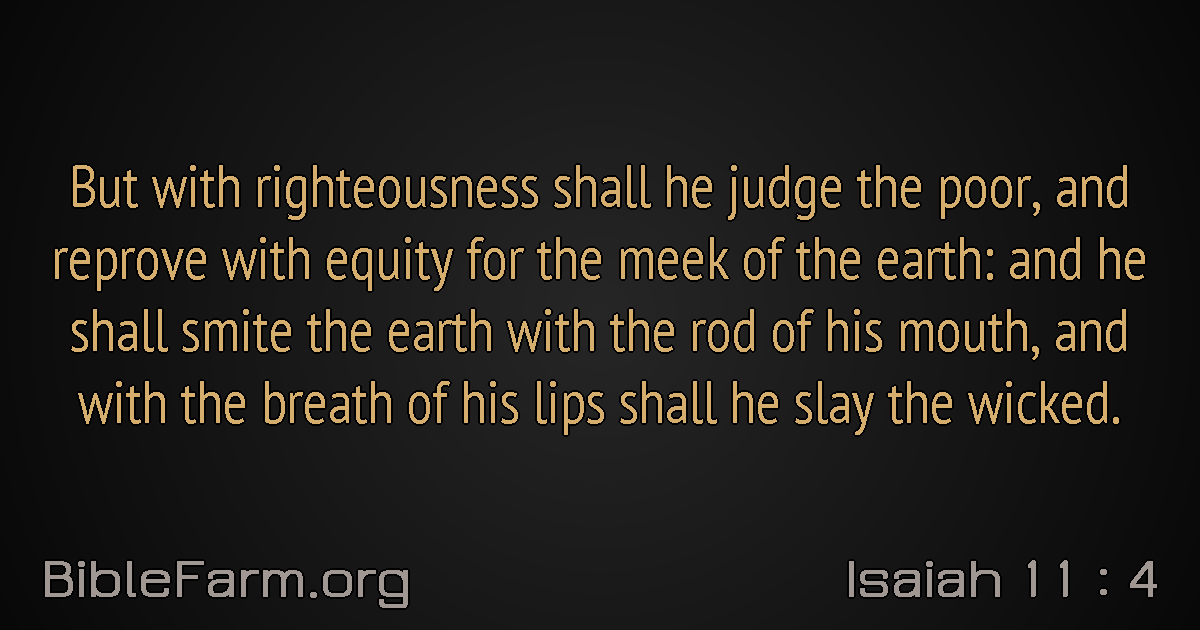 But with righteousness shall he judge the poor, and
reprove with equity for the meek of the earth: and he
shall smite the earth with the rod of his mouth, and
with the breath of his lips shall he slay the wicked.
BibleFarm.org
Isaiah 11 : 4